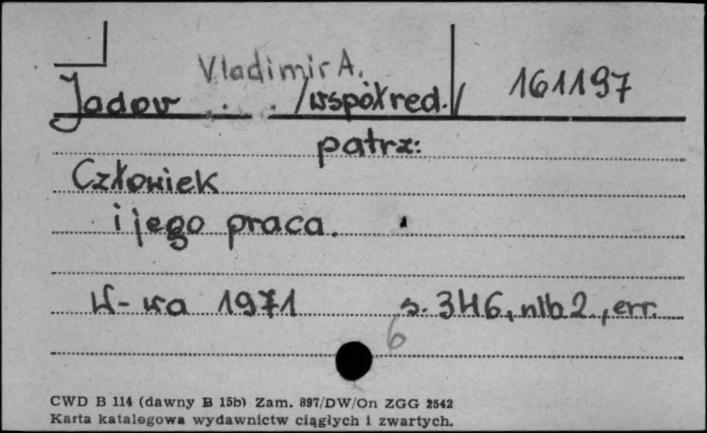 Vladimir A.
Jadov . . /współred./ 161197
patrz:
Człowiek
i jego praca.
W-wa 1971 s. 346, nlb 2, err.
6
CWD B 114 (dawny B 15b) Zam. 897/DW/On ZGG 2542
Karta katalogowa wydawnictw ciągłych i zwartych.